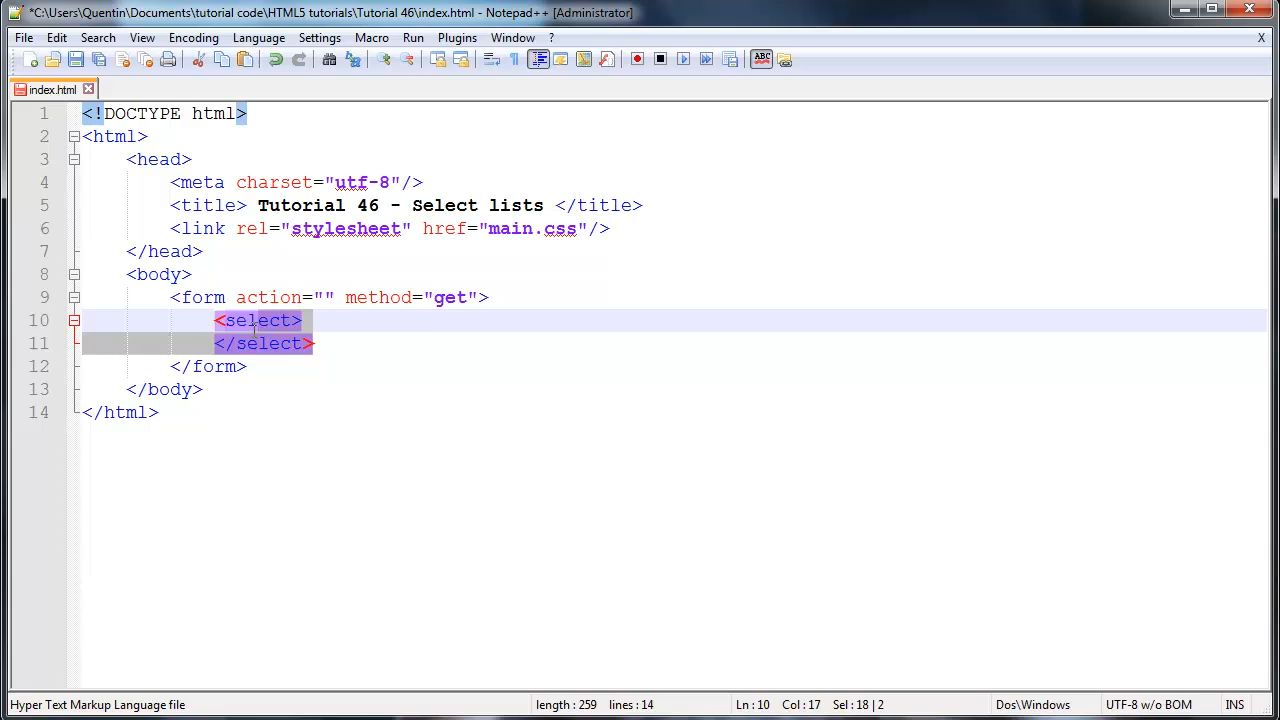 *C:\Users\Quentin\Documents\tutorial code\HTML5 tutorials\Tutorial 46\index.html - Notepad++ [Administrator]
File Edit Search View Encoding Language Settings Macro Run Plugins Window ? X
ABC
index.html
1 <!DOCTYPE html>
2 <html>
3 <head>
4 <meta charset="utf-8"/>
5 <title> Tutorial 46 - Select lists </title>
6 <link rel="stylesheet" href="main.css"/>
7 </head>
8 <body>
9 <form action="" method="get">
10 <select>
11 </select>
12 </form>
13 </body>
14 </html>
Hyper Text Markup Language file length : 259 lines : 14 Ln : 10 Col : 17 Sel : 18 | 2 Dos\Windows UTF-8 w/o BOM INS